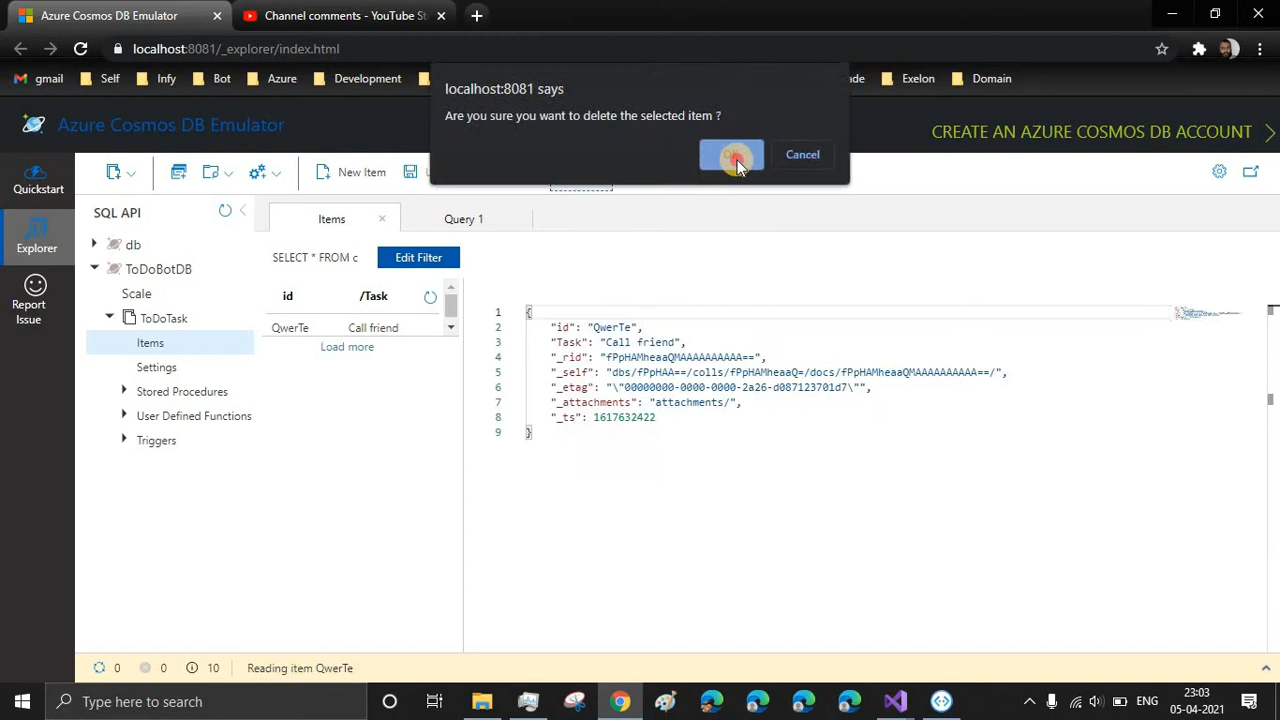 Azure Cosmos DB Emulator
Channel comments - YouTube St
localhost:8081/_explorer/index.html
gmail
Self
Infy
Bot
Azure
Development
de
Exelon
Domain
localhost:8081 says
Are you sure you want to delete the selected item ?
Cancel
Azure Cosmos DB Emulator
CREATE AN AZURE COSMOS DB ACCOUNT
Quickstart
Explorer
Report
Issue
New Item
SQL API
db
ToDoBotDB
Scale
ToDoTask
Items
Settings
Stored Procedures
User Defined Functions
Triggers
Items
Query 1
SELECT * FROM c
Edit Filter
id
/Task
QwerTe
Call friend
Load more
1 {
2 "id": "QwerTe",
3 "Task": "Call friend",
4 "_rid": "fPpHAMheaaQMAAAAAAAAAA==",
5 "_self": "dbs/fPpHAA==/colls/fPpHAMheaaQ=/docs/fPpHAMheaaQMAAAAAAAAAA==/",
6 "_etag": "\"00000000-0000-0000-2a26-d087123701d7\"",
7 "_attachments": "attachments/",
8 "_ts": 1617632422
9 }
0
0
10
Reading item QwerTe
Type here to search
ENG
23:03
05-04-2021